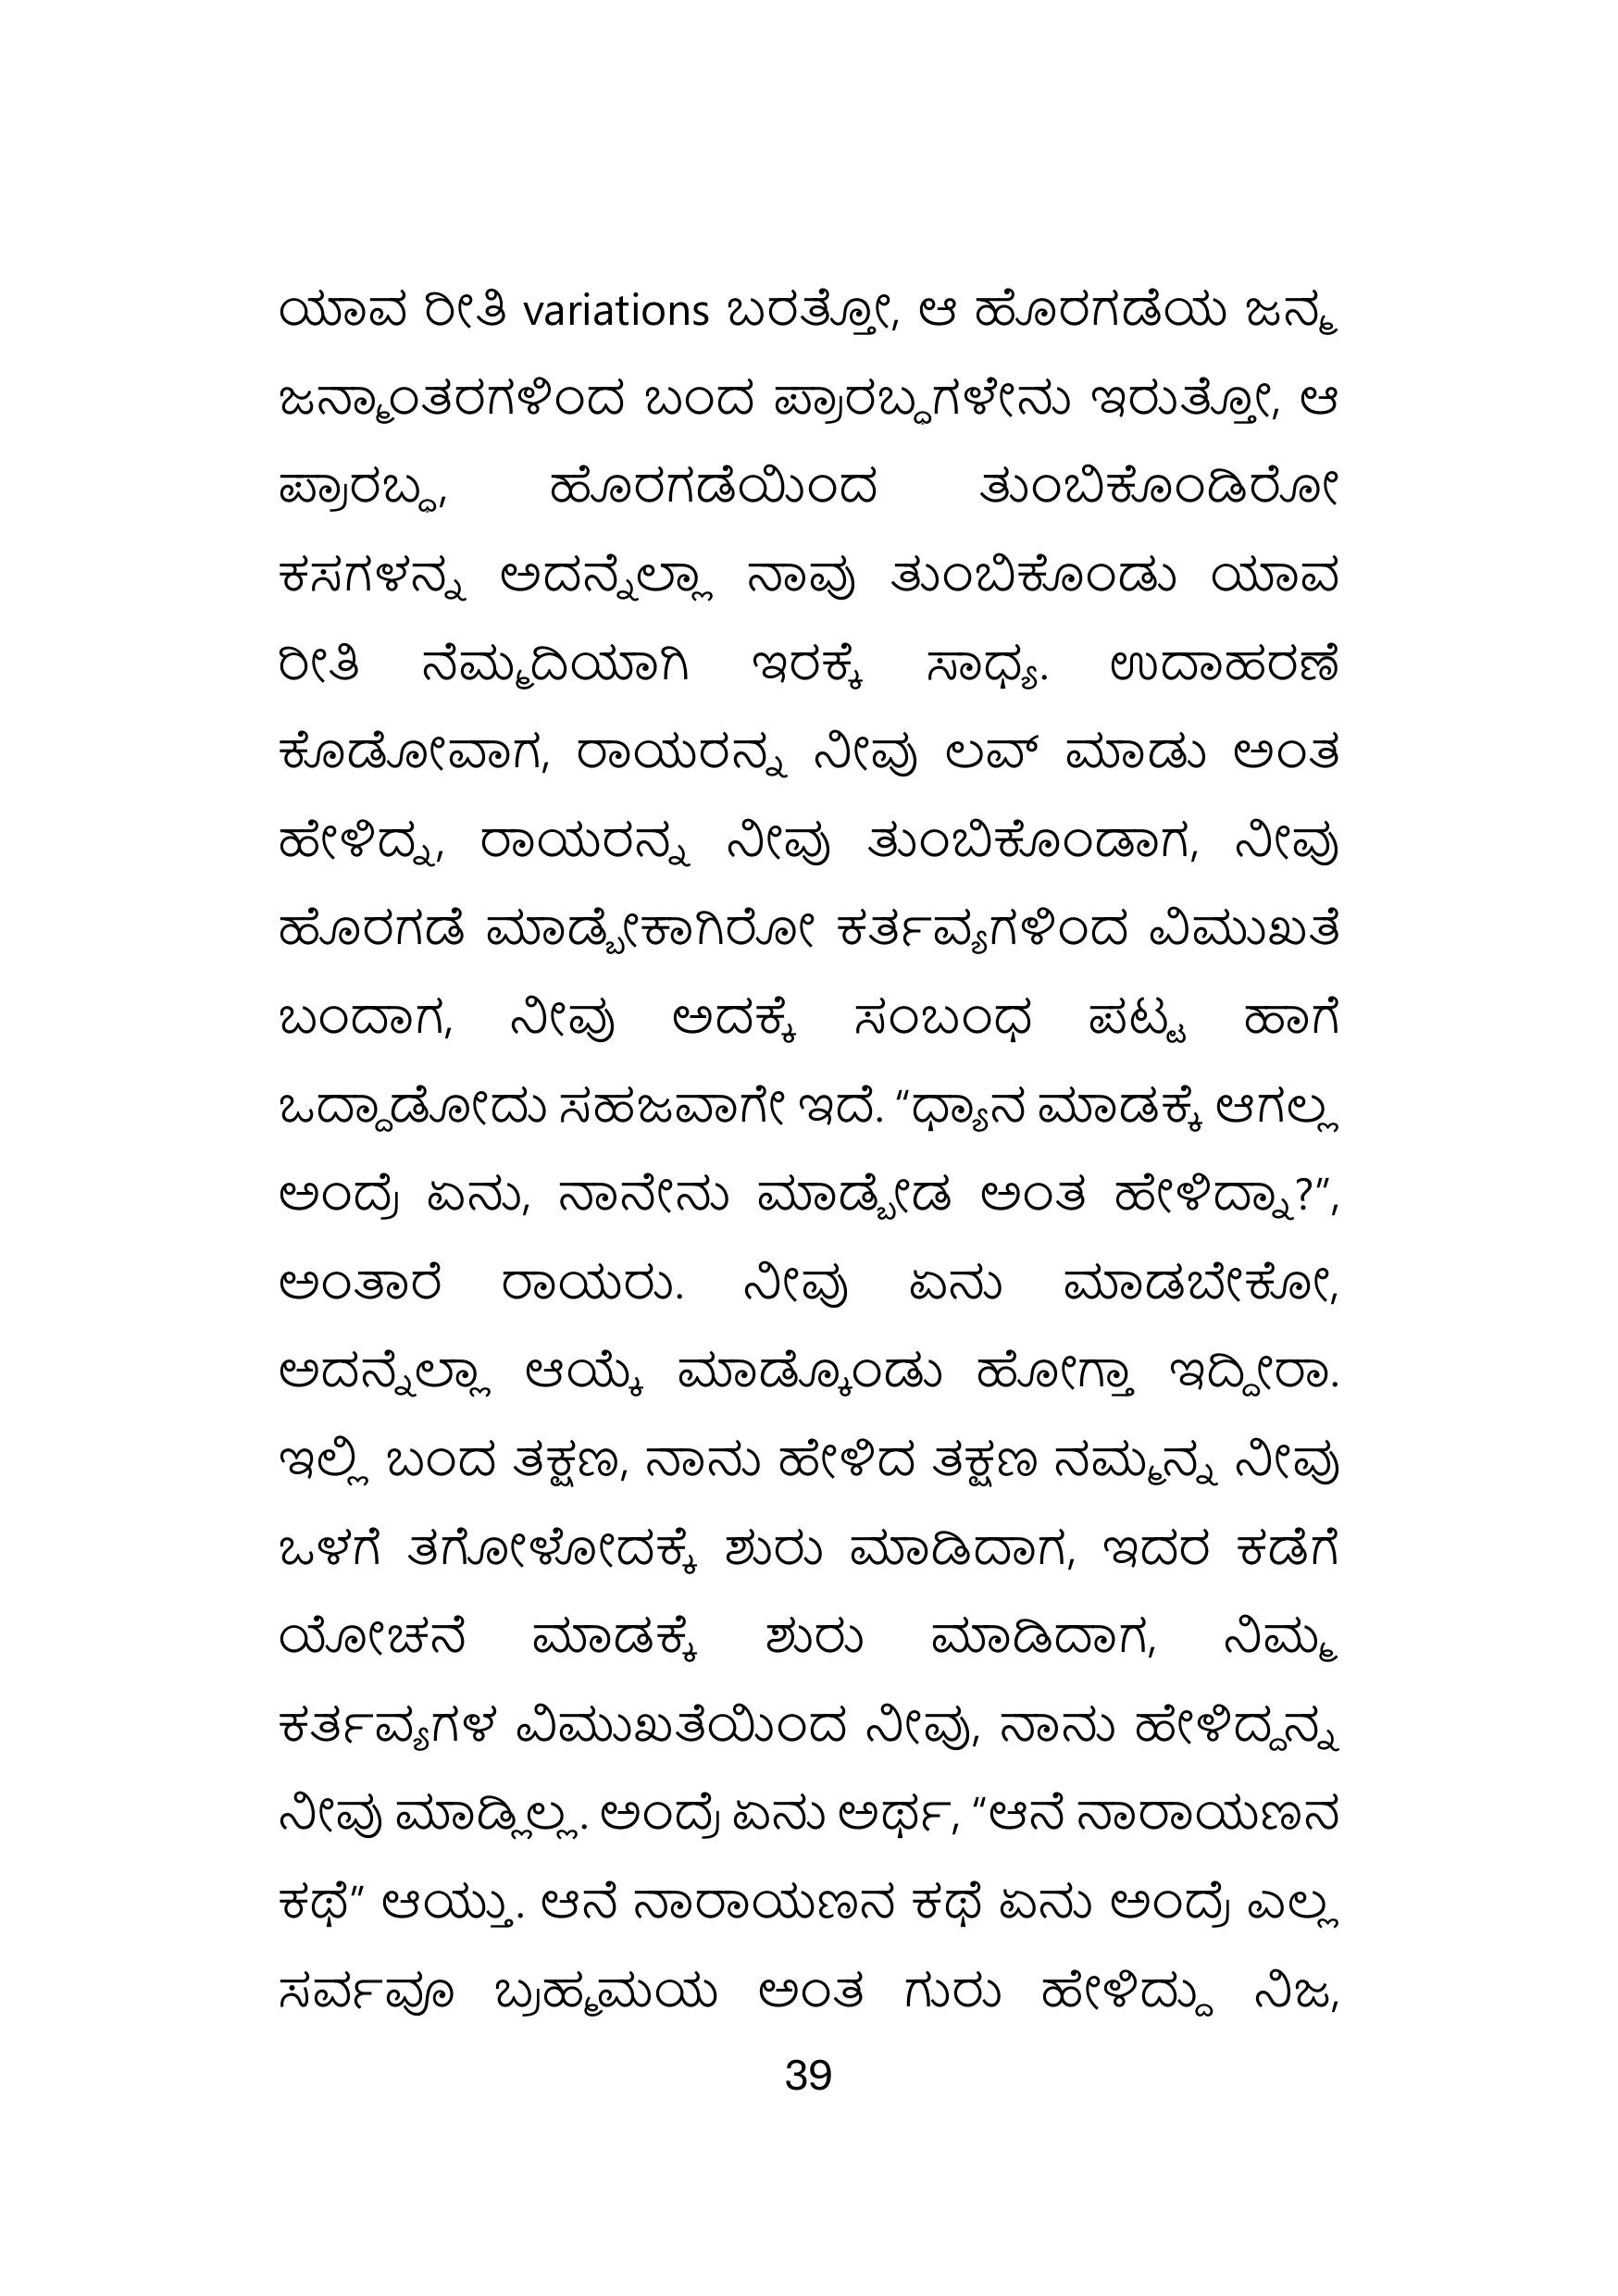 ಯಾವ ರೀತಿ variations ಬರತ್ತೋ, ಆ ಹೊರಗಡೆಯ ಜನ್ಮ
ಜನ್ಮಾಂತರಗಳಿಂದ ಬಂದ ಪ್ರಾರಬ್ಧಗಳೇನು ಇರುತ್ತೋ, ಆ
ಪ್ರಾರಬ್ಧ, ಹೊರಗಡೆಯಿಂದ ತುಂಬಿಕೊಂಡಿರೋ
ಕಸಗಳನ್ನ ಅದನ್ನೆಲ್ಲಾ ನಾವು ತುಂಬಿಕೊಂಡು ಯಾವ
ರೀತಿ ನೆಮ್ಮದಿಯಾಗಿ ಇರಕ್ಕೆ ಸಾಧ್ಯ. ಉದಾಹರಣೆ
ಕೊಡೋವಾಗ, ರಾಯರನ್ನ ನೀವು ಲವ್ ಮಾಡು ಅಂತ
ಹೇಳಿದ್ನ, ರಾಯರನ್ನ ನೀವು ತುಂಬಿಕೊಂಡಾಗ, ನೀವು
ಹೊರಗಡೆ ಮಾಡ್ಬೇಕಾಗಿರೋ ಕರ್ತವ್ಯಗಳಿಂದ ವಿಮುಖತೆ
ಬಂದಾಗ, ನೀವು ಅದಕ್ಕೆ ಸಂಬಂಧ ಪಟ್ಟ ಹಾಗೆ
ಒದ್ದಾಡೋದು ಸಹಜವಾಗೇ ಇದೆ. “ಧ್ಯಾನ ಮಾಡಕ್ಕೆ ಆಗಲ್ಲ
ಅಂದ್ರೆ ಏನು, ನಾನೇನು ಮಾಡ್ಬೇಡ ಅಂತ ಹೇಳಿದ್ನಾ?”,
ಅಂತಾರೆ ರಾಯರು. ನೀವು ಏನು ಮಾಡಬೇಕೋ,
ಅದನ್ನೆಲ್ಲಾ ಆಯ್ಕೆ ಮಾಡ್ಕೊಂಡು ಹೋಗ್ತಾ ಇದ್ದೀರಾ.
ಇಲ್ಲಿ ಬಂದ ತಕ್ಷಣ, ನಾನು ಹೇಳಿದ ತಕ್ಷಣ ನಮ್ಮನ್ನ ನೀವು
ಒಳಗೆ ತಗೋಳೋದಕ್ಕೆ ಶುರು ಮಾಡಿದಾಗ, ಇದರ ಕಡೆಗೆ
ಯೋಚನೆ ಮಾಡಕ್ಕೆ ಶುರು ಮಾಡಿದಾಗ, ನಿಮ್ಮ
ಕರ್ತವ್ಯಗಳ ವಿಮುಖತೆಯಿಂದ ನೀವು, ನಾನು ಹೇಳಿದ್ದನ್ನ
ನೀವು ಮಾಡ್ಲಿಲ್ಲ. ಅಂದ್ರೆ ಏನು ಅರ್ಥ, “ಆನೆ ನಾರಾಯಣನ
ಕಥೆ” ಆಯ್ತು. ಆನೆ ನಾರಾಯಣನ ಕಥೆ ಏನು ಅಂದ್ರೆ ಎಲ್ಲ
ಸರ್ವವೂ ಬ್ರಹ್ಮಮಯ ಅಂತ ಗುರು ಹೇಳಿದ್ದು ನಿಜ,
39